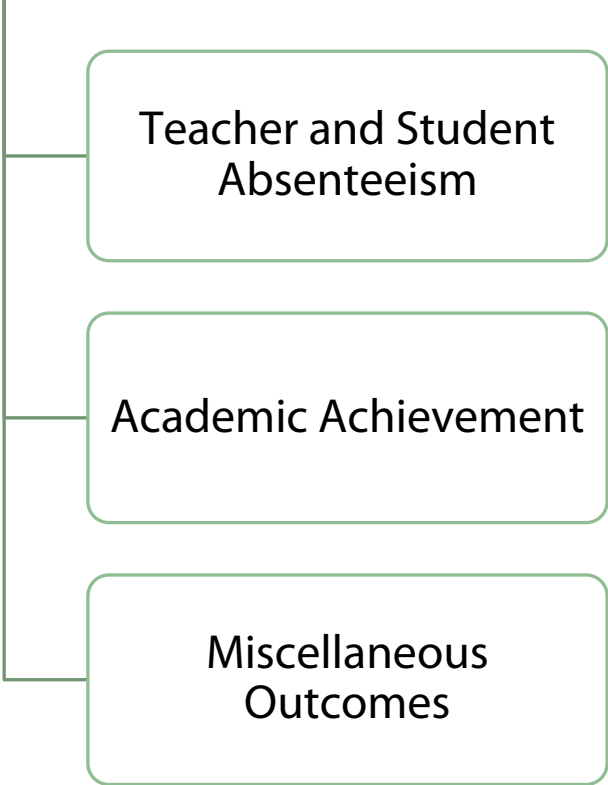 Teacher and Student
Absenteeism
Academic Achievement
Miscellaneous
Outcomes